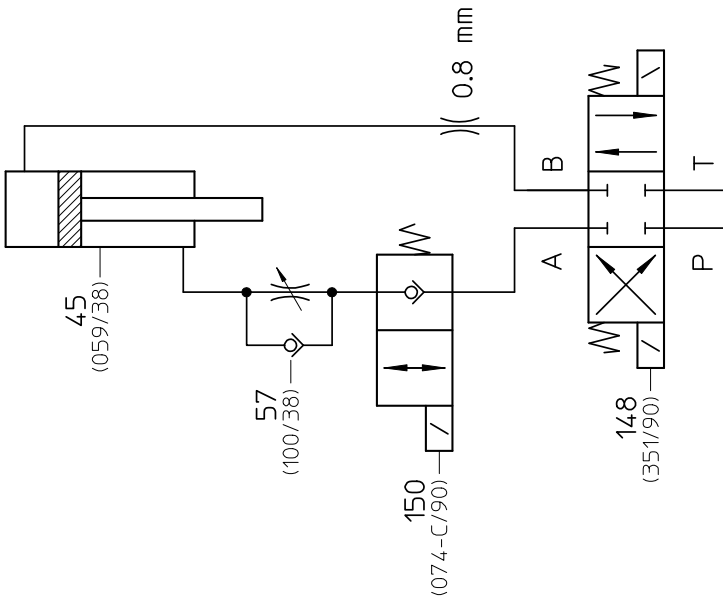 45
(059/38)
57
(100/38)
150
(074-C/90)
0.8 mm
A
B
P
T
148
(351/90)